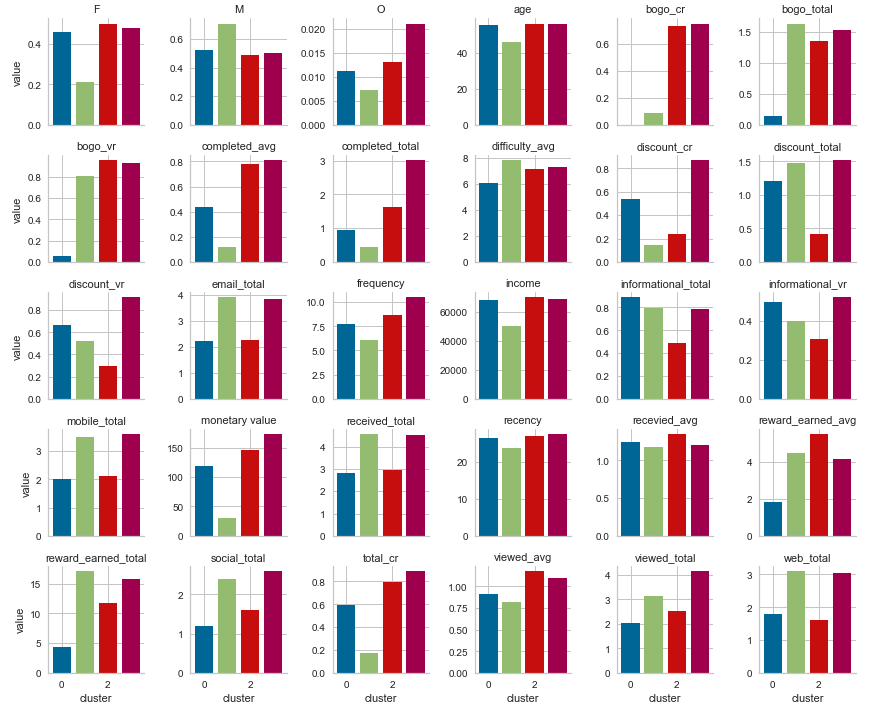 F M O age bogo_cr bogo_total
value
0.4 0.6 0.020 40 0.6 1.5
0.2 0.4 0.015 20 0.4 1.0
0.2 0.010 0.2 0.5
0.005
0.0 0.0 0.000 0 0.0 0.0
bogo_vr completed_avg completed_total difficulty_avg discount_cr discount_total
value
0.8 0.8 3 8 0.8 1.5
0.6 0.6 2 6 0.6 1.0
0.4 0.4 1 4 0.4 0.5
0.2 0.2 2 0.2
0.0 0.0 0 0 0.0 0.0
discount_vr email_total frequency income informational_total informational_vr
value
0.8 4 10.0 60000 0.8 0.4
0.6 3 7.5 40000 0.6 0.2
0.4 2 5.0 20000 0.4
0.2 1 2.5 0.2
0.0 0 0.0 0 0.0 0.0
mobile_total monetary value received_total recency recevied_avg reward_earned_avg
value
3 150 4 20 1.0 4
2 100 3 10 0.5 2
1 50 2
1
0 0 0 0 0.0 0
reward_earned_total social_total total_cr viewed_avg viewed_total web_total
value
15 2 0.8 1.00 4 3
10 1 0.6 0.75 3 2
5 0.4 0.50 2 1
0.2 0.25 1
0 0 0.0 0.00 0 0
0 2 0 2 0 2 0 2 0 2 0 2
cluster cluster cluster cluster cluster cluster